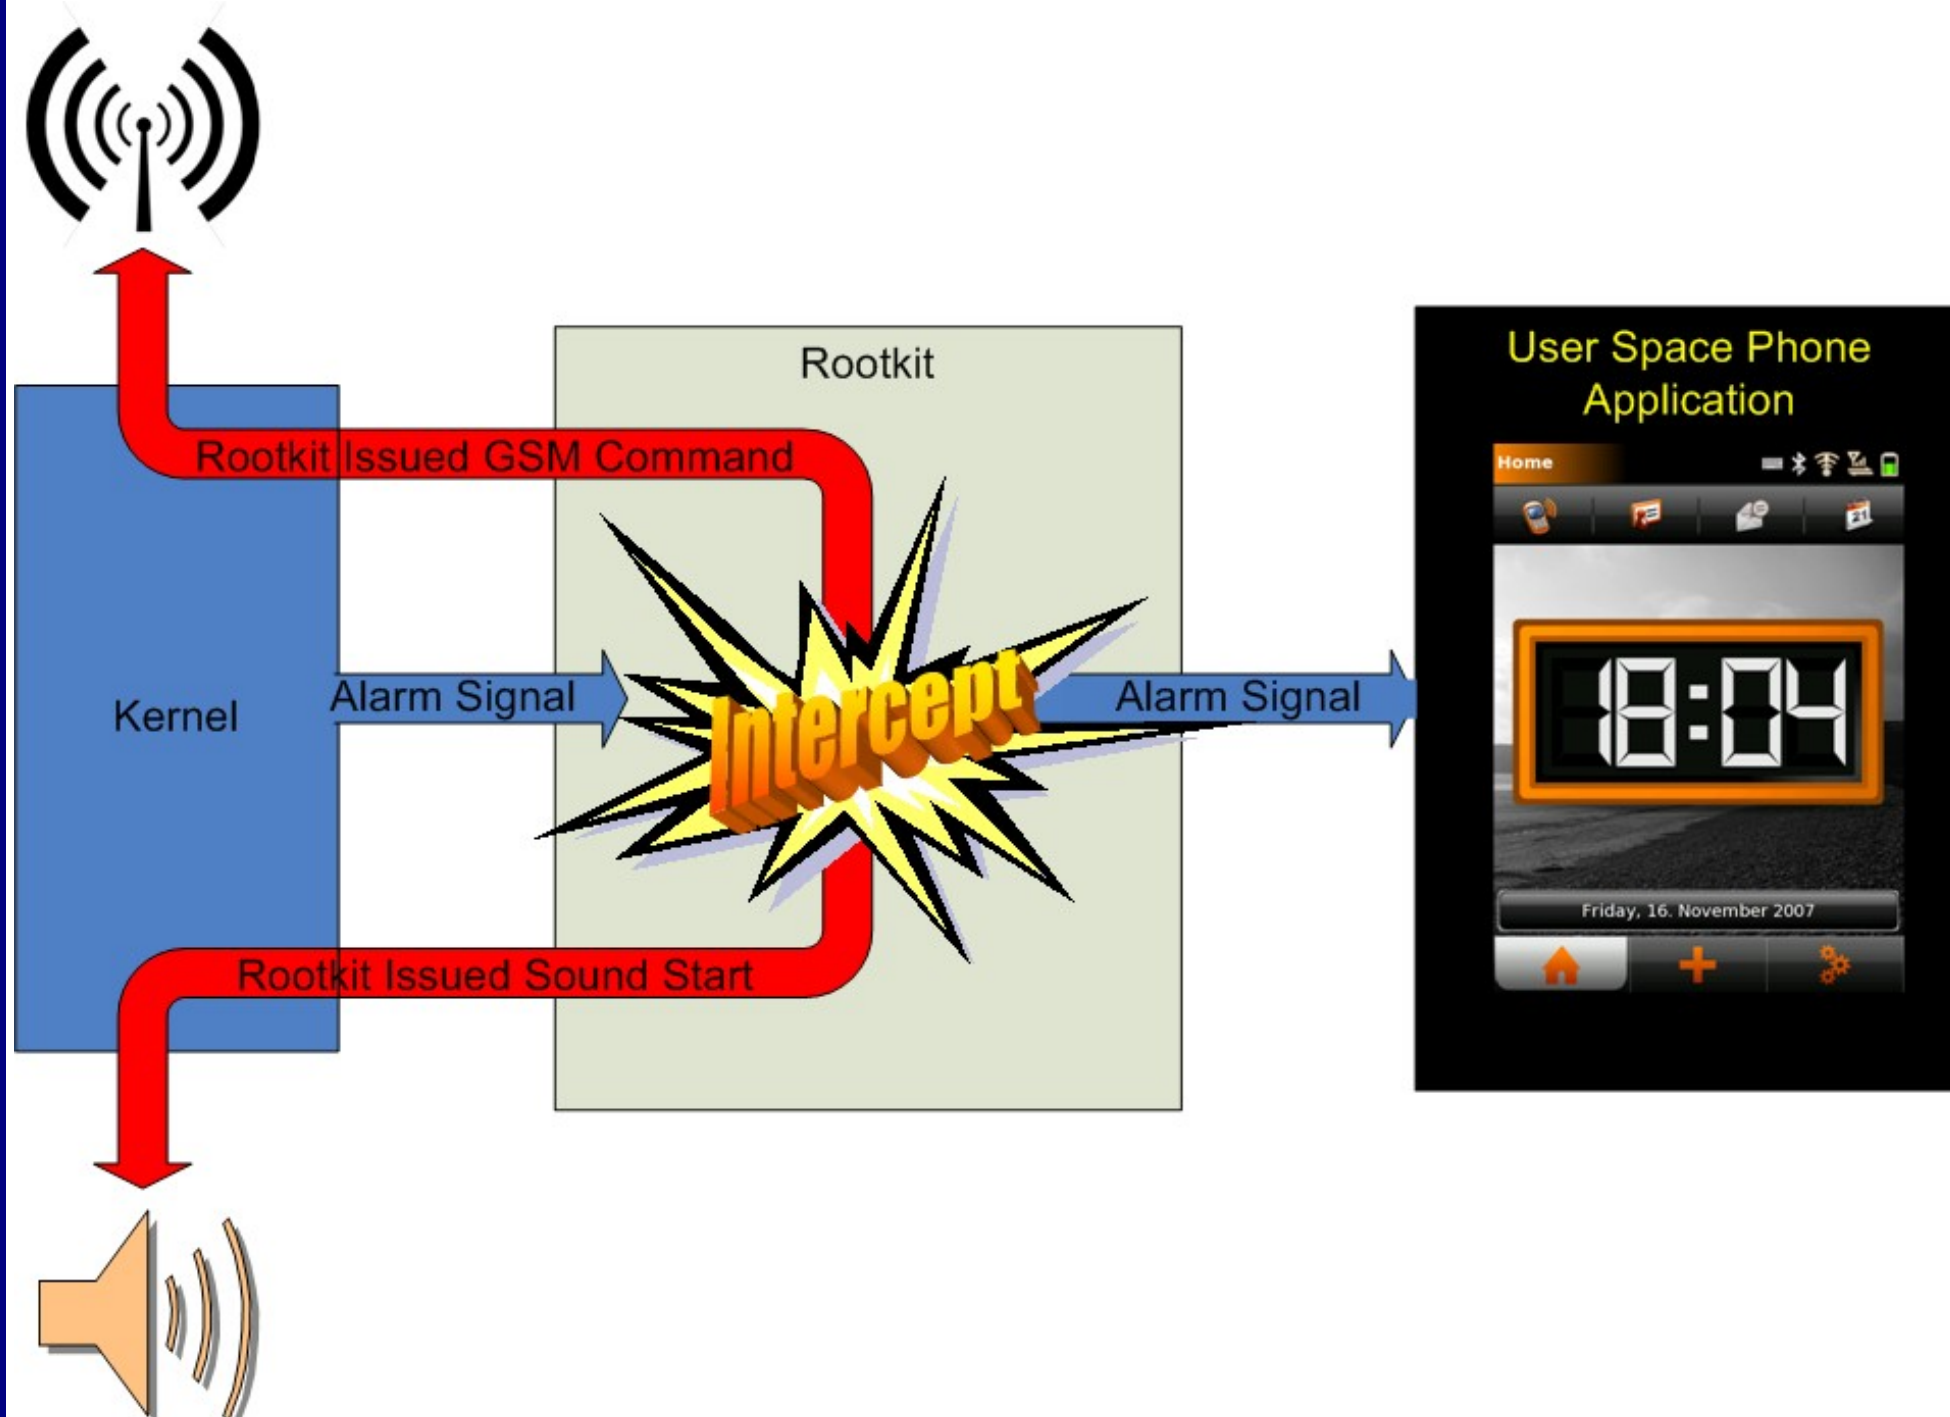 Rootkit
User Space Phone
Application
Rootkit Issued GSM Command
Home
21
Kernel
Alarm Signal
Intercept
Alarm Signal
18:04
Friday, 16. November 2007
Rootkit Issued Sound Start